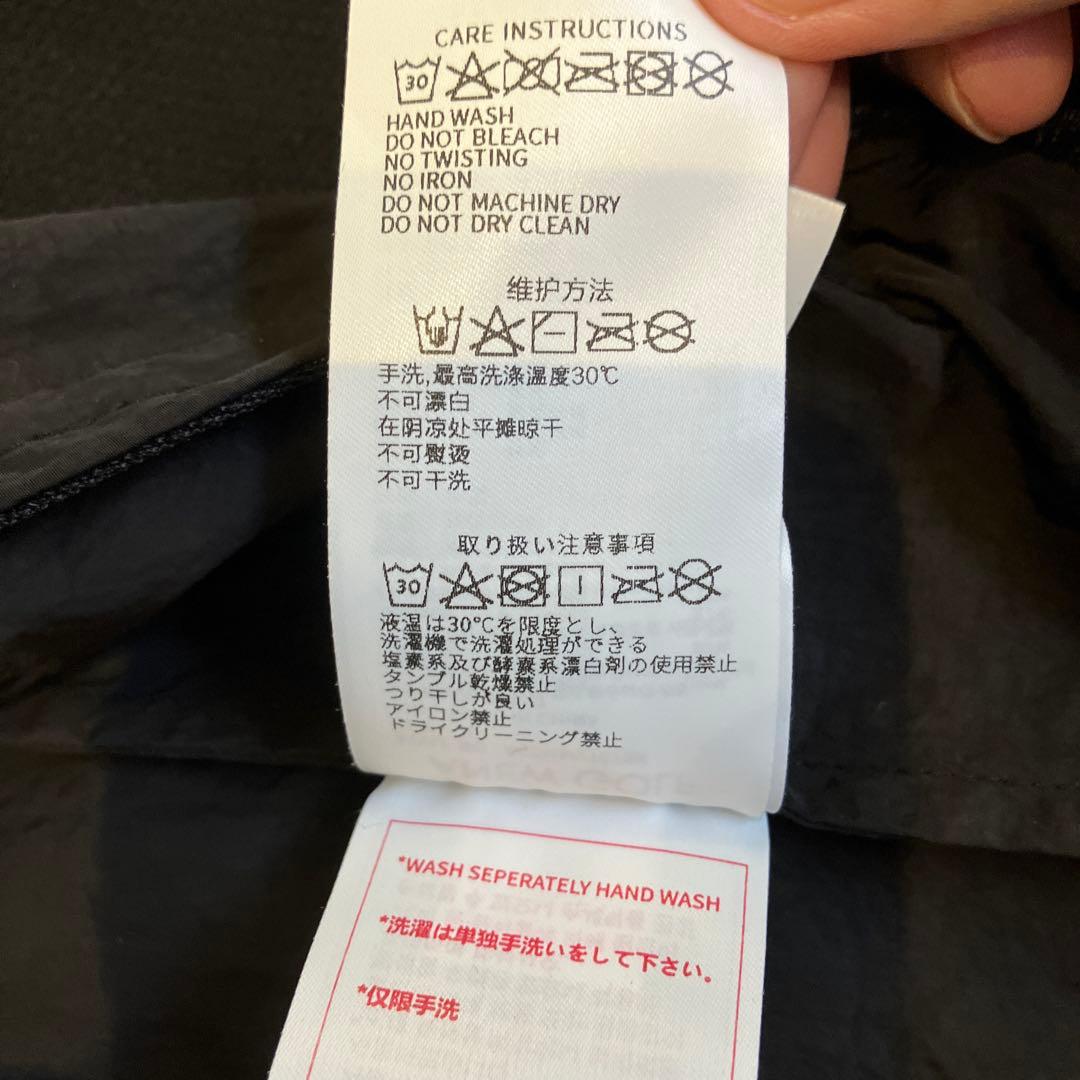 CARE INSTRUCTIONS
30
HAND WASH
DO NOT BLEACH
NO TWISTING
NO IRON
DO NOT MACHINE DRY
DO NOT DRY CLEAN
维护方法
手洗,最高洗涤温度30℃
不可漂白
在阴凉处平摊晾干
不可熨烫
不可干洗
取り扱い注意事項
30
液温は30℃を限度とし、
洗濯機で洗濯処理ができる
塩素系及び酵素系漂白剤の使用禁止
タンブル乾燥禁止
つり干しが良い
アイロン禁止
ドライクリーニング禁止
*WASH SEPERATELY HAND WASH
*洗濯は単独手洗いをして下さい。
*仅限手洗